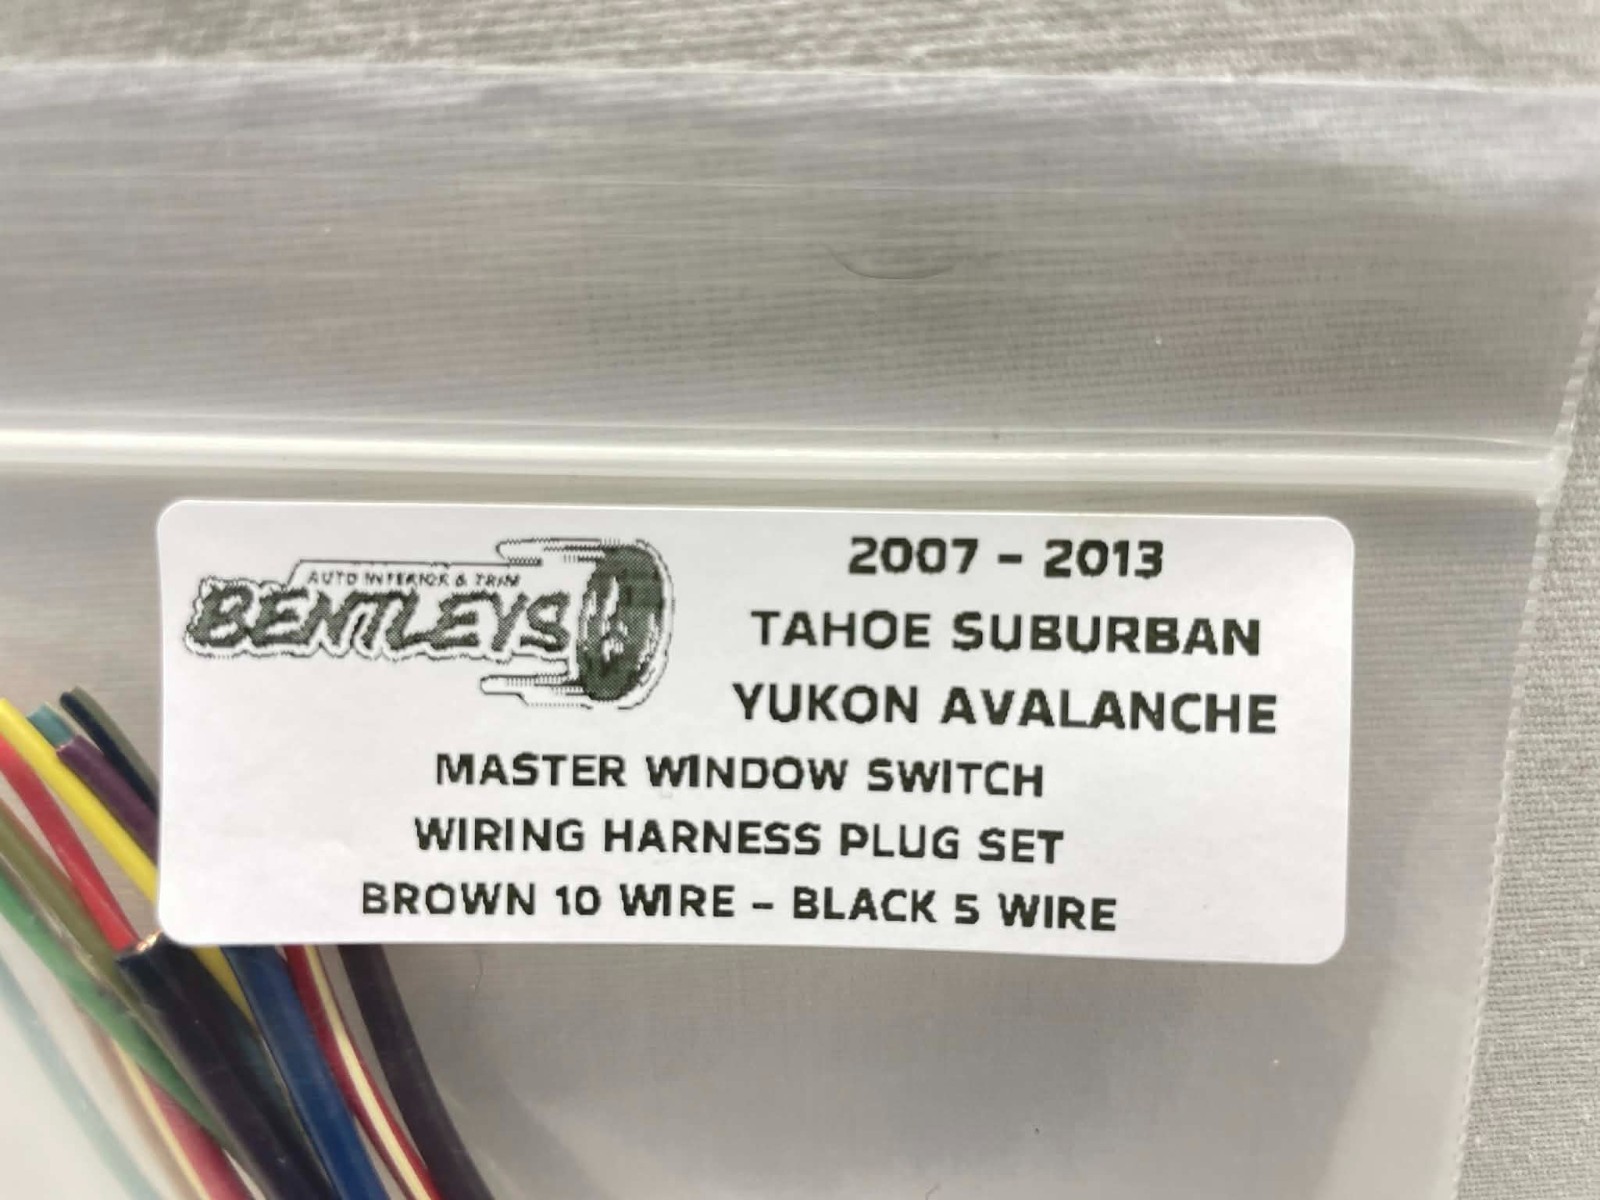 AUTO INTERIOR & TRIM
BENTLEYS
2007 - 2013
TAHOE SUBURBAN
YUKON AVALANCHE
MASTER WINDOW SWITCH
WIRING HARNESS PLUG SET
BROWN 10 WIRE - BLACK 5 WIRE